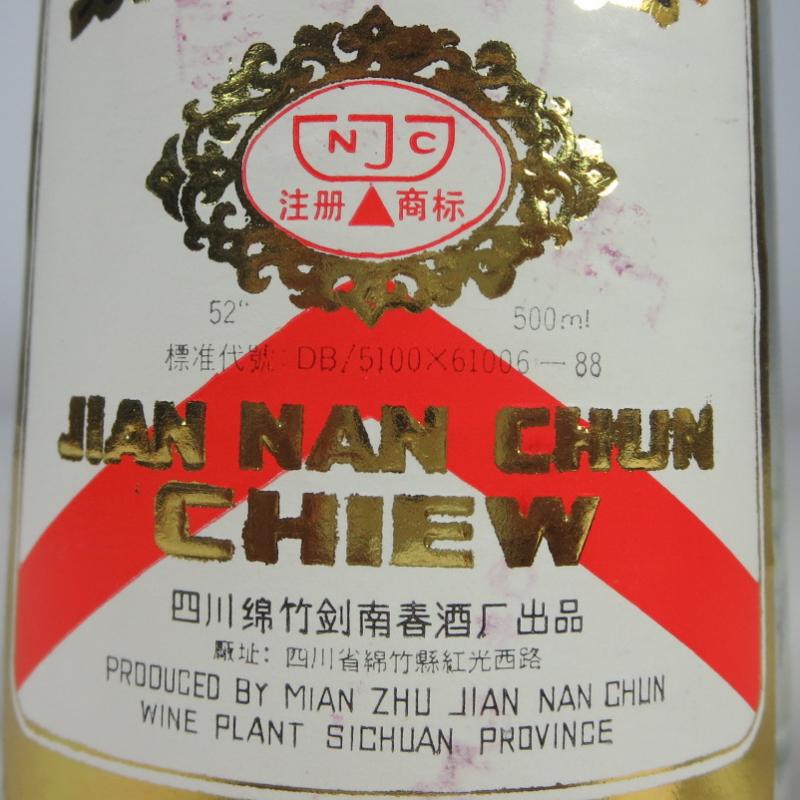 NJC
注册 商标
52° 500ml
標准代號: DB/5100×61006—88
JIAN NAN CHUN
CHIEW
四川绵竹剑南春酒厂出品
廠址：四川省綿竹縣紅光西路
PRODUCED BY MIAN ZHU JIAN NAN CHUN
WINE PLANT SICHUAN PROVINCE